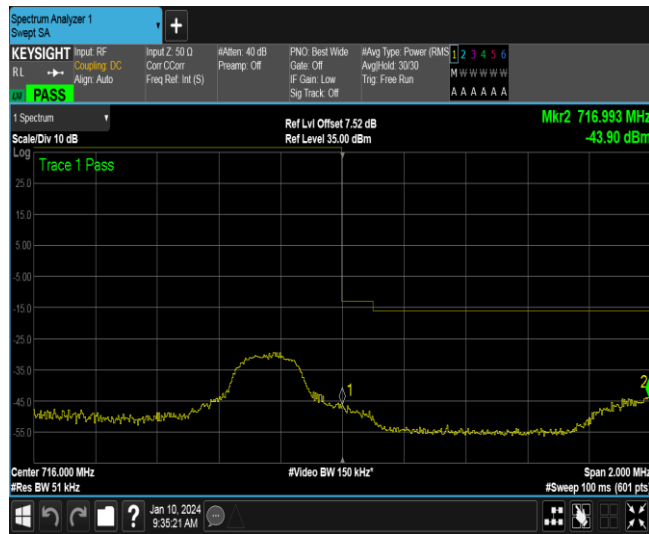 Spectrum Analyzer 1
Swept SA
+
KEYSIGHT
RL
PASS
Input: RF
Coupling: DC
Align: Auto
Input Z: 50 Ω
Corr CCorr
Freq Ref: Int (S)
#Atten: 40 dB
Preamp: Off
PNO: Best Wide
Gate: Off
IF Gain: Low
Sig Track: Off
#Avg Type: Power (RMS
Avg|Hold: 30/30
Trig: Free Run
1 2 3 4 5 6
M W W W W W
A A A A A A
1 Spectrum
Scale/Div 10 dB
Ref Lvl Offset 7.52 dB
Ref Level 35.00 dBm
Mkr2 716.993 MHz
-43.90 dBm
Log
Trace 1 Pass
25.0
15.0
5.00
-5.00
-15.0
-25.0
-35.0
-45.0
-55.0
1
2
Center 716.000 MHz
#Res BW 51 kHz
#Video BW 150 kHz*
Span 2.000 MHz
#Sweep 100 ms (601 pts
?
Jan 10, 2024
9:35:21 AM